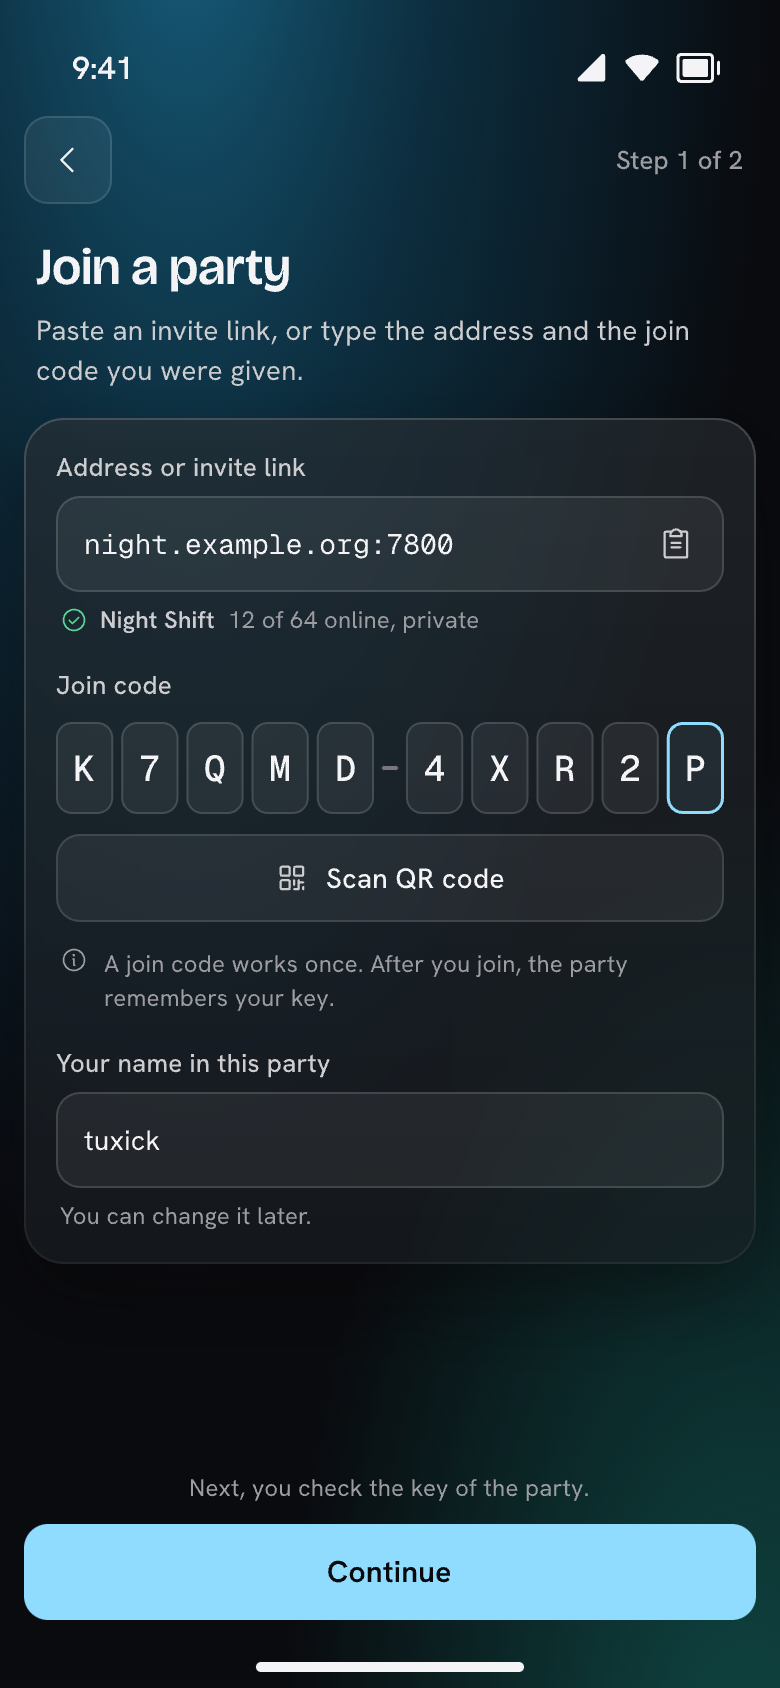 9:41
Step 1 of 2
Join a party
Paste an invite link, or type the address and the join
code you were given.
Address or invite link
night.example.org:7800
Night Shift 12 of 64 online, private
Join code
K 7 Q M D – 4 X R 2 P
Scan QR code
A join code works once. After you join, the party
remembers your key.
Your name in this party
tuxick
You can change it later.
Next, you check the key of the party.
Continue